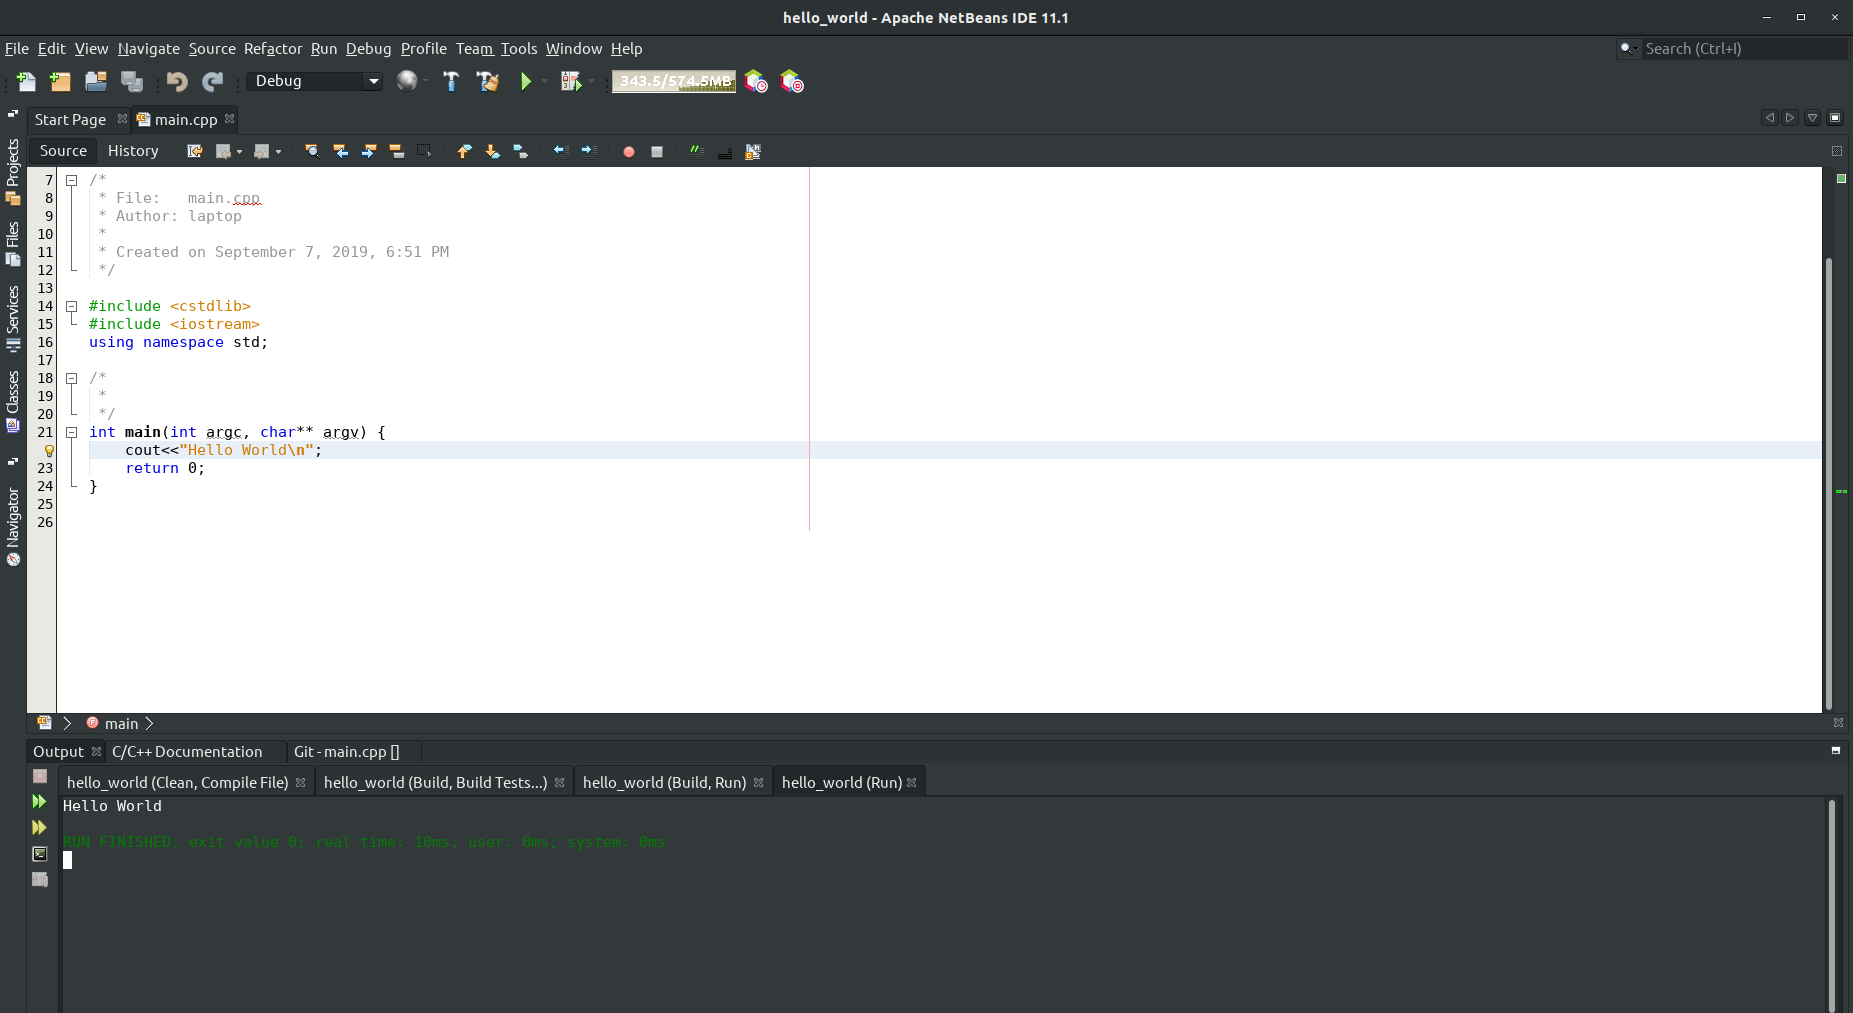 hello_world - Apache NetBeans IDE 11.1
File Edit View Navigate Source Refactor Run Debug Profile Team Tools Window Help
Search (Ctrl+I)
Debug
343.5/574.5MB
Start Page
main.cpp
Source
History
Projects
Files
Services
Classes
Navigator
7 /*
8 * File:   main.cpp
9 * Author: laptop
10 *
11 * Created on September 7, 2019, 6:51 PM
12 */
13
14 #include <cstdlib>
15 #include <iostream>
16 using namespace std;
17
18 /*
19 *
20 */
21 int main(int argc, char** argv) {
cout<<"Hello World\n";
23 return 0;
24 }
25
26
main
Output
C/C++ Documentation
Git - main.cpp []
hello_world (Clean, Compile File)
hello_world (Build, Build Tests...)
hello_world (Build, Run)
hello_world (Run)
Hello World
RUN FINISHED; exit value 0; real time: 10ms; user: 0ms; system: 0ms